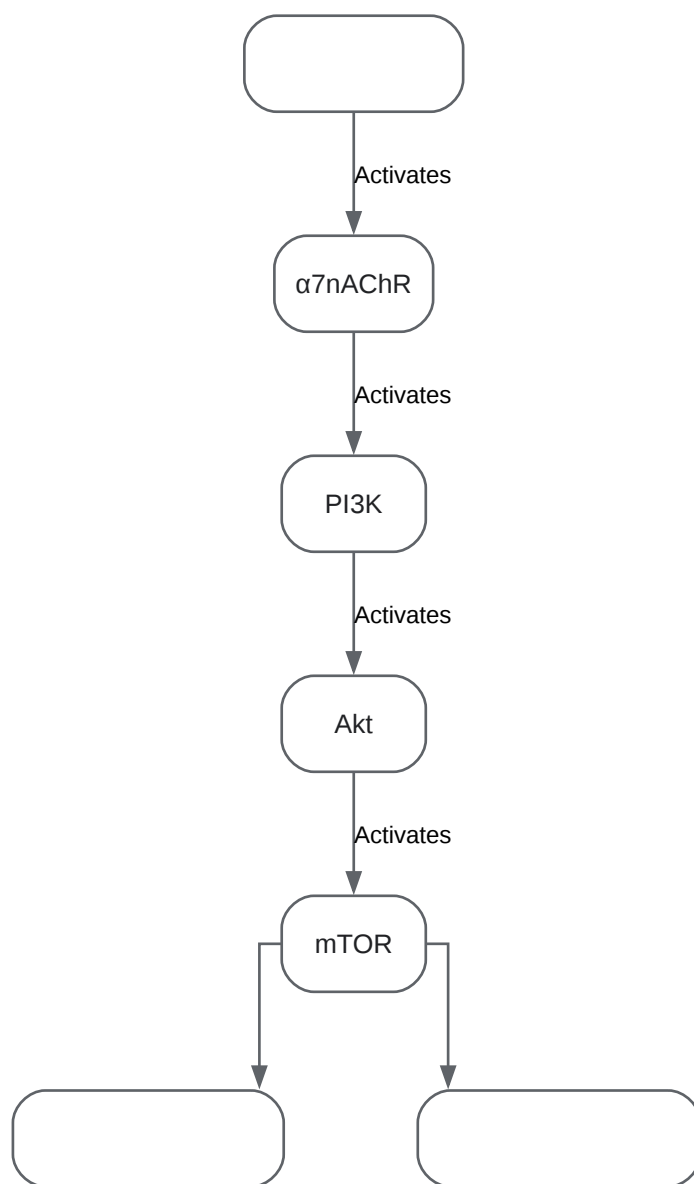 Activates
α7nAChR
Activates
PI3K
Activates
Akt
Activates
mTOR